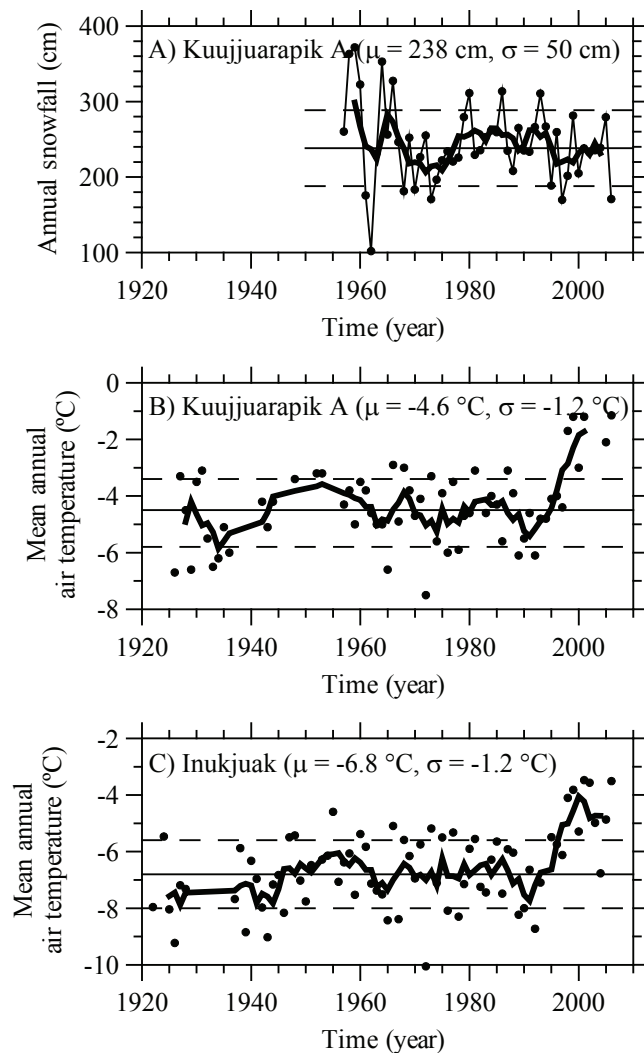 400
A) Kuujjuarapik A (μ = 238 cm, σ = 50 cm)
300
200
100
Annual snowfall (cm)
1920 1940 1960 1980 2000
Time (year)
0
B) Kuujjuarapik A (μ = -4.6 °C, σ = -1.2 °C)
-2
-4
-6
-8
Mean annual
air temperature (ºC)
1920 1940 1960 1980 2000
Time (year)
-2
C) Inukjuak (μ = -6.8 °C, σ = -1.2 °C)
-4
-6
-8
-10
Mean annual
air temperature (ºC)
1920 1940 1960 1980 2000
Time (year)